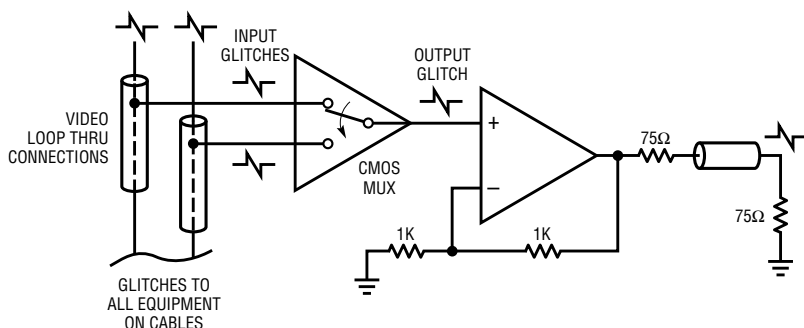 INPUT
GLITCHES
OUTPUT
GLITCH
VIDEO
LOOP THRU
CONNECTIONS
CMOS
MUX
+
–
75Ω
75Ω
1K
1K
GLITCHES TO
ALL EQUIPMENT
ON CABLES